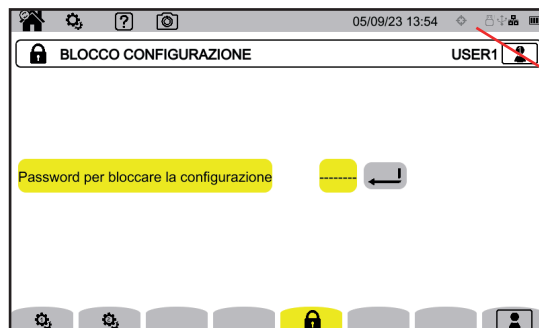 05/09/23 13:54
BLOCCO CONFIGURAZIONE USER1
Password per bloccare la configurazione --------